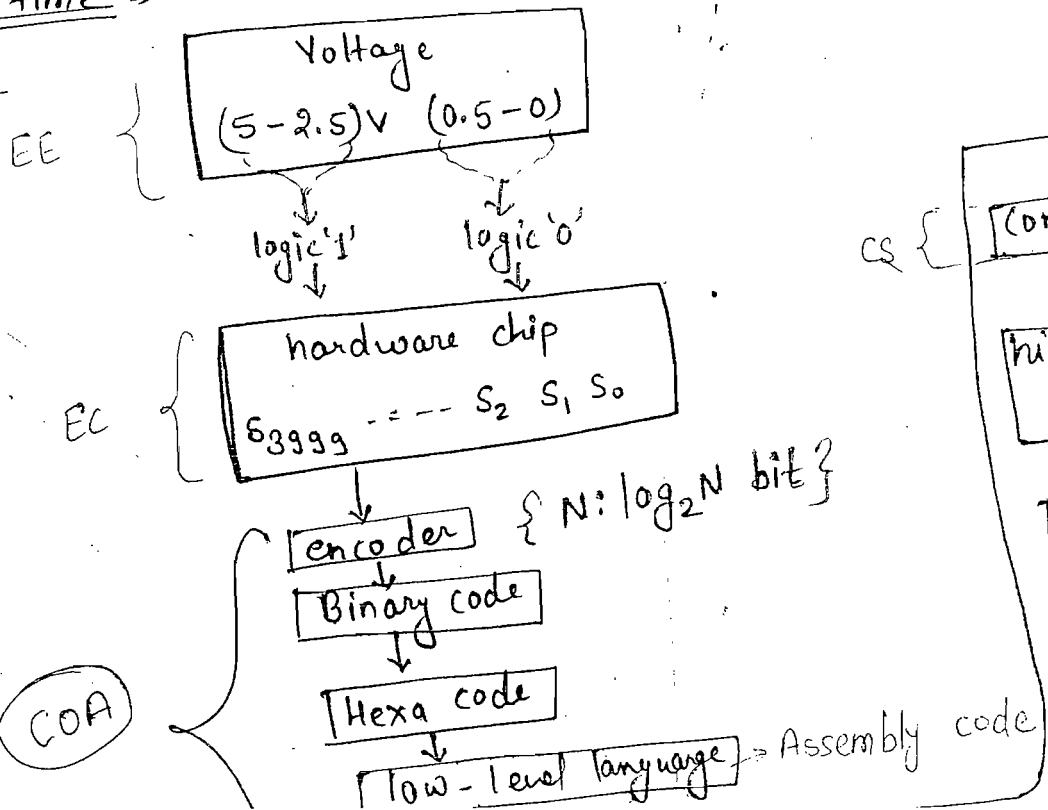 time
Voltage
EE { (5-2.5)V (0.5-0)
logic '1' logic '0'
CS {
hardware chip
EC { S3999 ----- S2 S1 S0
encoder { N: log2N bit }
Binary code
COA Hexa code
low-level language → Assembly code